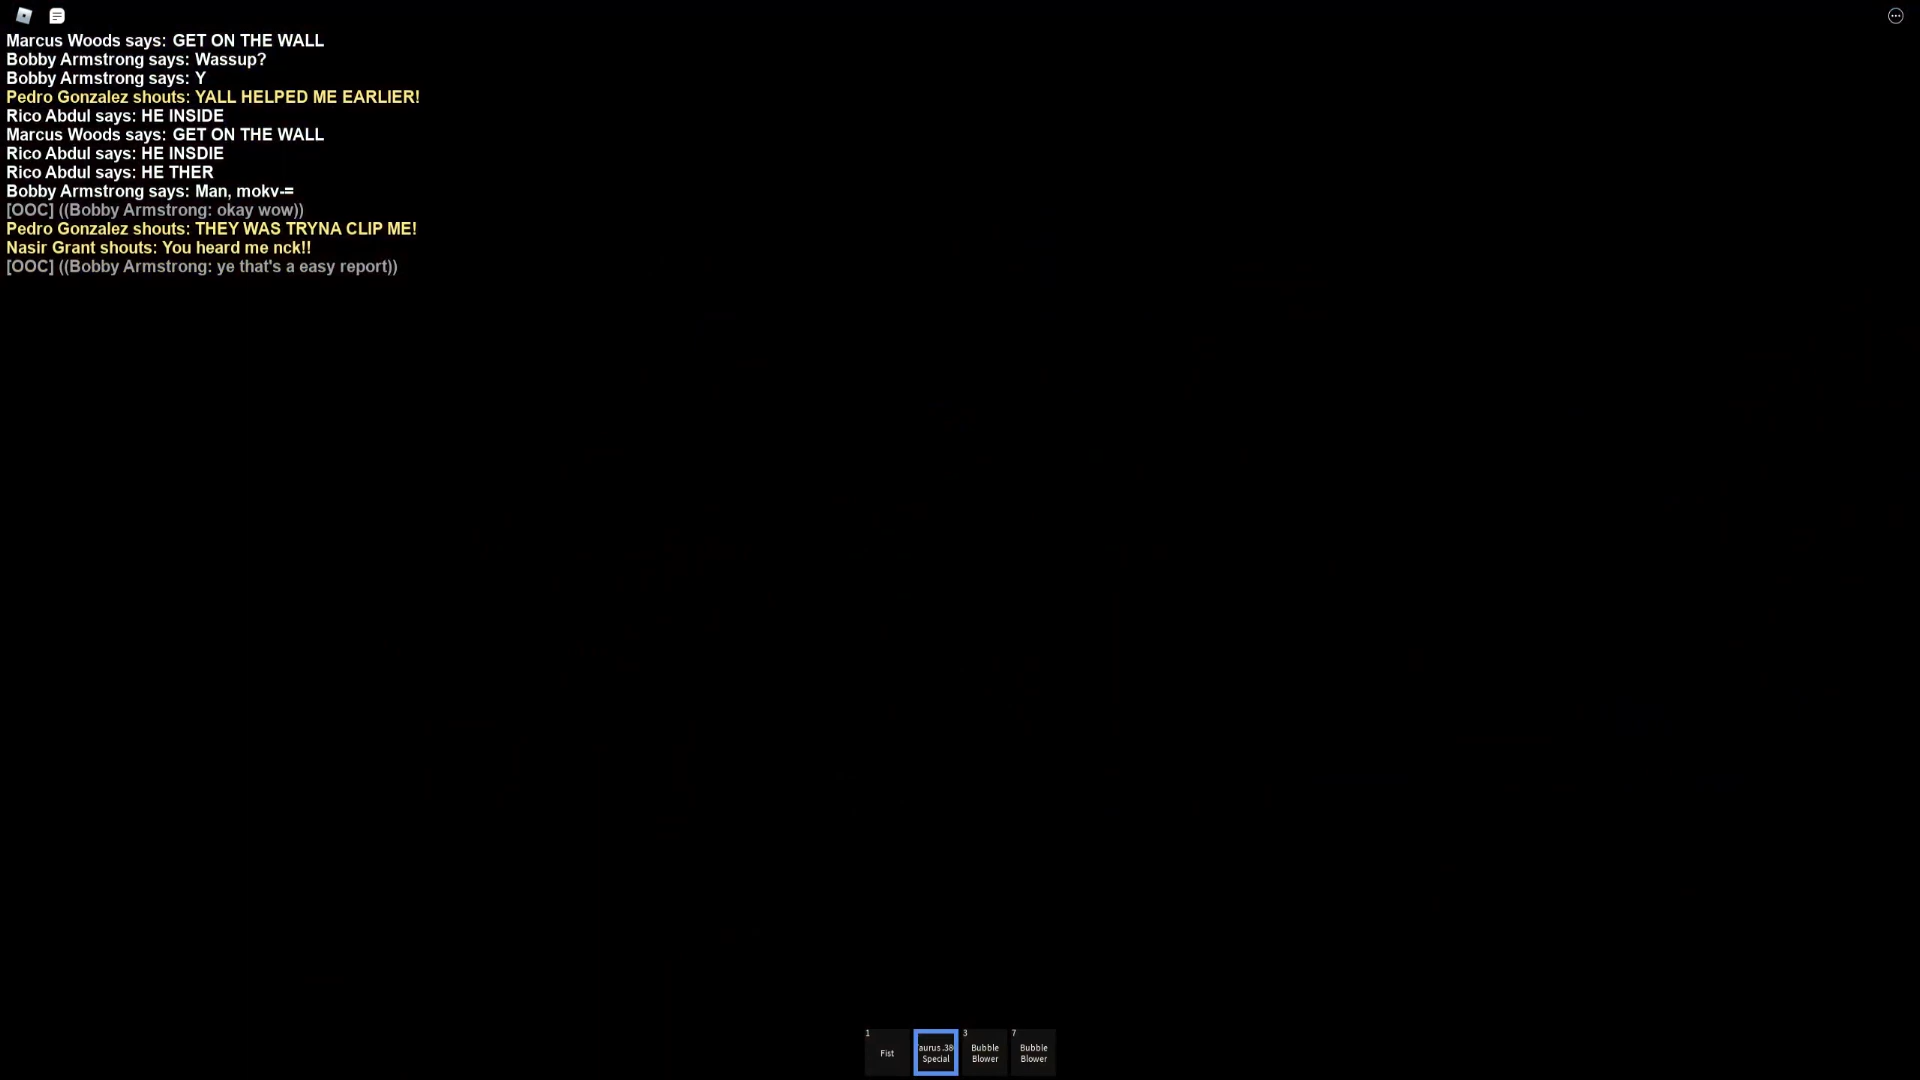 Marcus Woods says: GET ON THE WALL
Bobby Armstrong says: Wassup?
Bobby Armstrong says: Y
Pedro Gonzalez shouts: YALL HELPED ME EARLIER!
Rico Abdul says: HE INSIDE
Marcus Woods says: GET ON THE WALL
Rico Abdul says: HE INSDIE
Rico Abdul says: HE THER
Bobby Armstrong says: Man, mokv-=
[OOC] ((Bobby Armstrong: okay wow))
Pedro Gonzalez shouts: THEY WAS TRYNA CLIP ME!
Nasir Grant shouts: You heard me nck!!
[OOC] ((Bobby Armstrong: ye that's a easy report))
1
Fist
aurus .38
Special
3
Bubble
Blower
7
Bubble
Blower